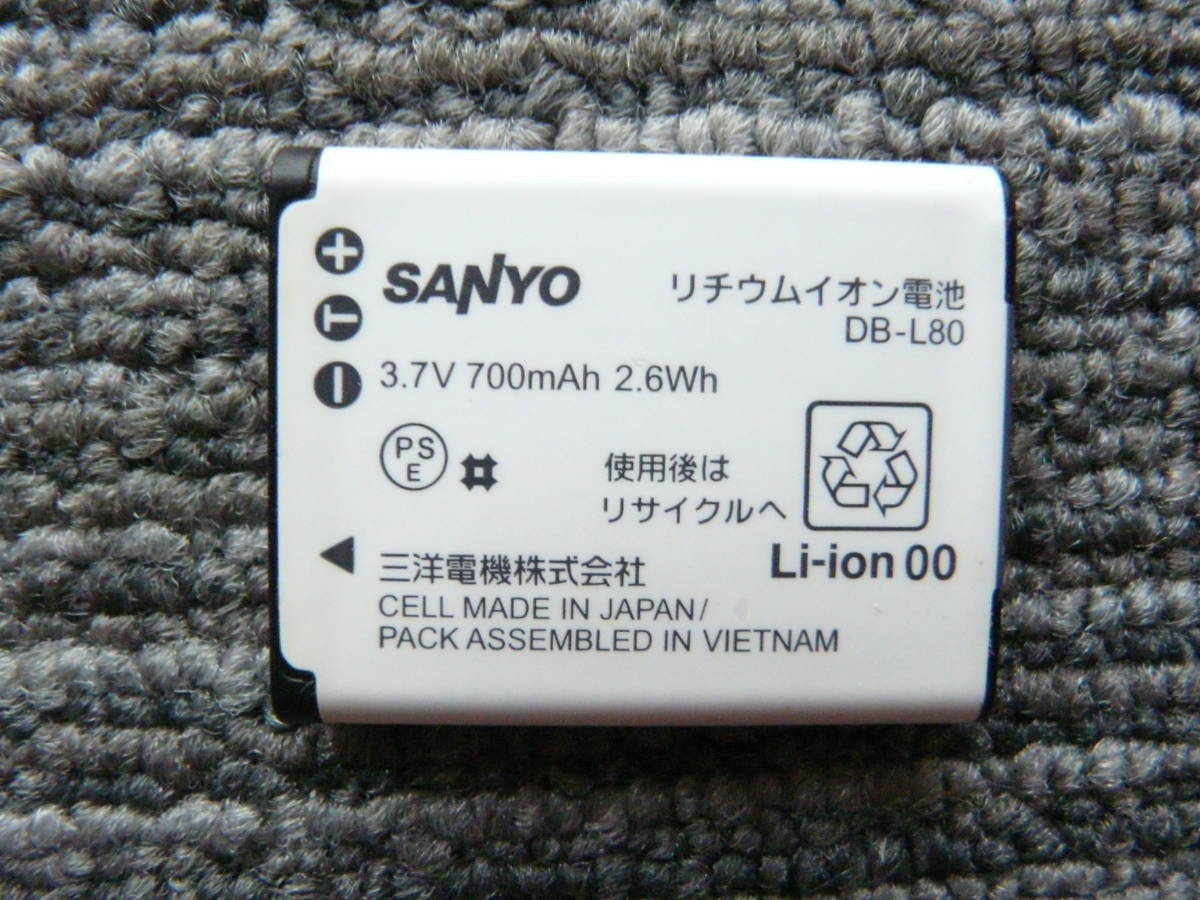 SANYO
リチウムイオン電池
DB-L80
3.7V 700mAh 2.6Wh
PS
E
使用後は
リサイクルへ
Li-ion 00
三洋電機株式会社
CELL MADE IN JAPAN/
PACK ASSEMBLED IN VIETNAM
+
T
−